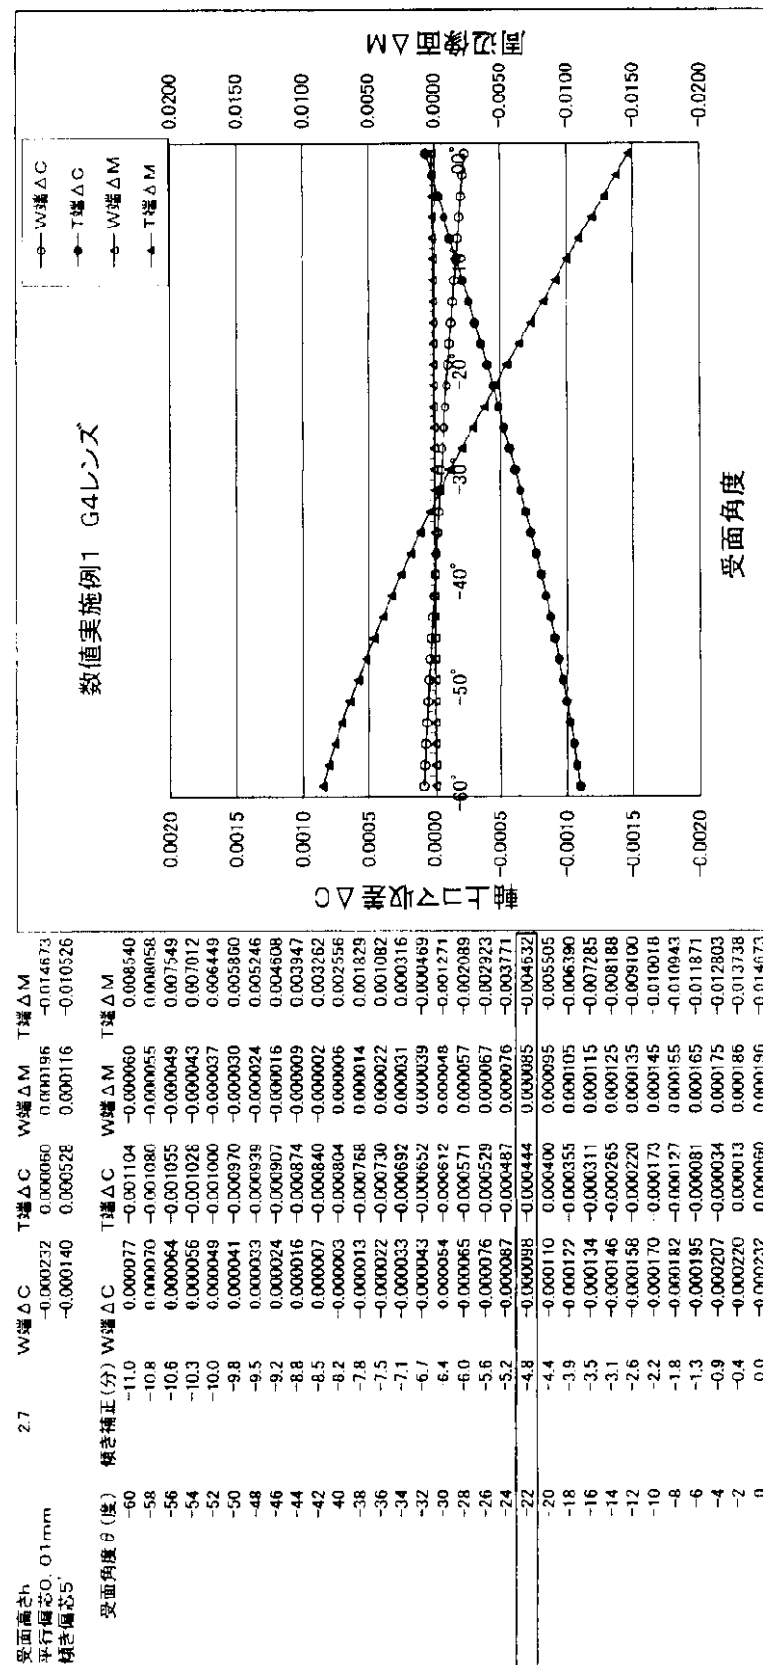 受面高さh 2.7 W端ΔC T端ΔC W端ΔM T端ΔM
平行偏芯0.01mm -0.000232 0.000060 0.000196 -0.014673
傾き偏芯5' -0.000140 0.000528 0.000116 -0.010526
受面角度θ(度) 傾き補正(分) W端ΔC T端ΔC W端ΔM T端ΔM
-60 -11.0 0.000077 -0.001104 -0.000060 0.008540
-58 -10.8 0.000070 -0.001080 -0.000055 0.008058
-56 -10.6 0.000064 -0.001055 -0.000049 0.007549
-54 -10.3 0.000056 -0.001028 -0.000043 0.007012
-52 -10.0 0.000049 -0.001000 -0.000037 0.006449
-50 -9.8 0.000041 -0.000970 -0.000030 0.005860
-48 -9.5 0.000033 -0.000939 -0.000024 0.005246
-46 -9.2 0.000024 -0.000907 -0.000016 0.004608
-44 -8.8 0.000016 -0.000874 -0.000009 0.003947
-42 -8.5 0.000007 -0.000840 -0.000002 0.003262
40 -8.2 -0.000003 -0.000804 0.000006 0.002556
-38 -7.8 -0.000013 -0.000768 0.000014 0.001829
-36 -7.5 -0.000022 -0.000730 0.000022 0.001082
-34 -7.1 -0.000033 -0.000692 0.000031 0.000316
-32 -6.7 -0.000043 -0.000652 0.000039 -0.000469
-30 -6.4 0.000054 -0.000612 0.000048 -0.001271
-28 -6.0 -0.000065 -0.000571 0.000057 -0.002089
-26 -5.6 -0.000076 -0.000529 0.000067 -0.002923
-24 -5.2 -0.000087 -0.000487 0.000076 -0.003771
-22 -4.8 -0.000098 -0.000444 0.000085 -0.004632
-20 -4.4 -0.000110 0.000400 0.000095 -0.005505
-18 -3.9 -0.000122 -0.000355 0.000105 -0.006390
-16 -3.5 -0.000134 -0.000311 0.000115 -0.007285
-14 -3.1 -0.000146 -0.000265 0.000125 -0.008188
-12 -2.6 -0.000158 -0.000220 0.000135 -0.009100
-10 -2.2 -0.000170 -0.000173 0.000145 -0.010018
-8 -1.8 -0.000182 -0.000127 0.000155 -0.010943
-6 -1.3 -0.000195 -0.000081 0.000165 -0.011871
-4 -0.9 -0.000207 -0.000034 0.000175 -0.012803
-2 -0.4 -0.000220 0.000013 0.000186 -0.013738
0 0.0 -0.000232 0.000060 0.000196 -0.014673
数値実施例1 G4レンズ
W端ΔC
T端ΔC
W端ΔM
T端ΔM
軸上コマ収差ΔC
0.0020
0.0015
0.0010
0.0005
0.0000
-0.0005
-0.0010
-0.0015
-0.0020
-60° -50° -40° -30° -20° -10° 00°
受面角度
0.0200
0.0150
0.0100
0.0050
0.0000
-0.0050
-0.0100
-0.0150
-0.0200
周辺像面ΔM